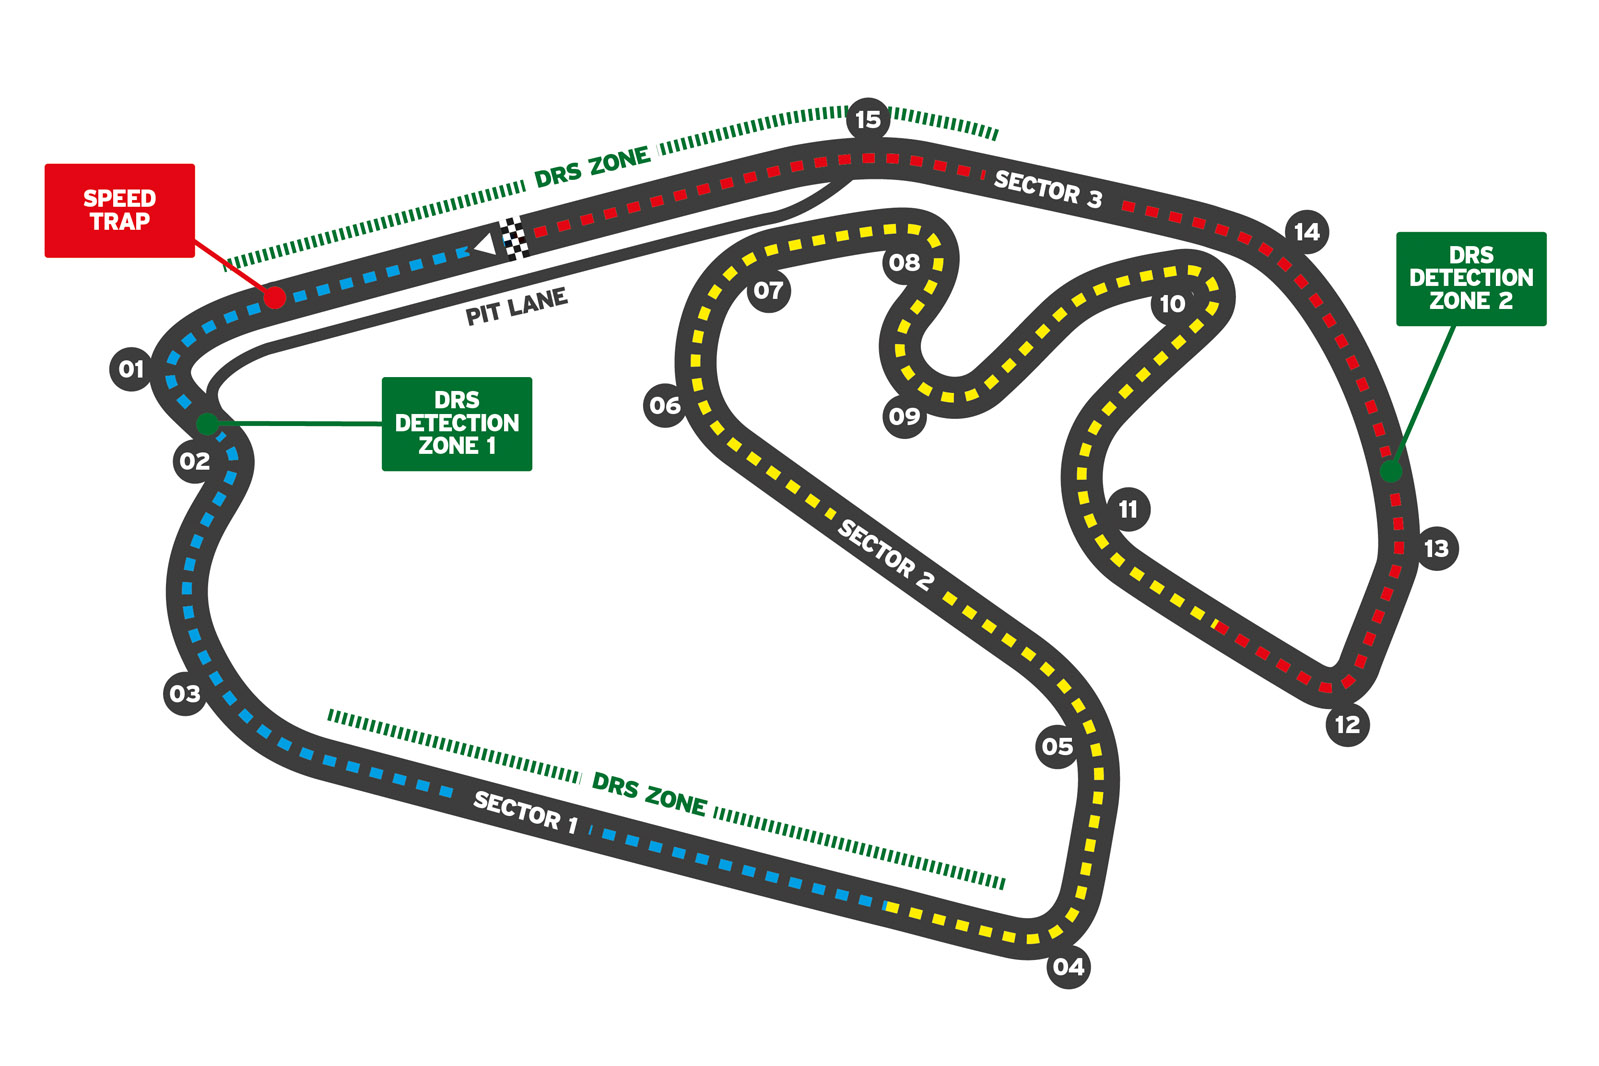 15
DRS ZONE
SPEED
TRAP
SECTOR 3
14
DRS
DETECTION
ZONE 2
08
07
10
PIT LANE
01
DRS
DETECTION
ZONE 1
06
09
02
11
SECTOR 2
13
03
12
05
DRS ZONE
SECTOR 1
04